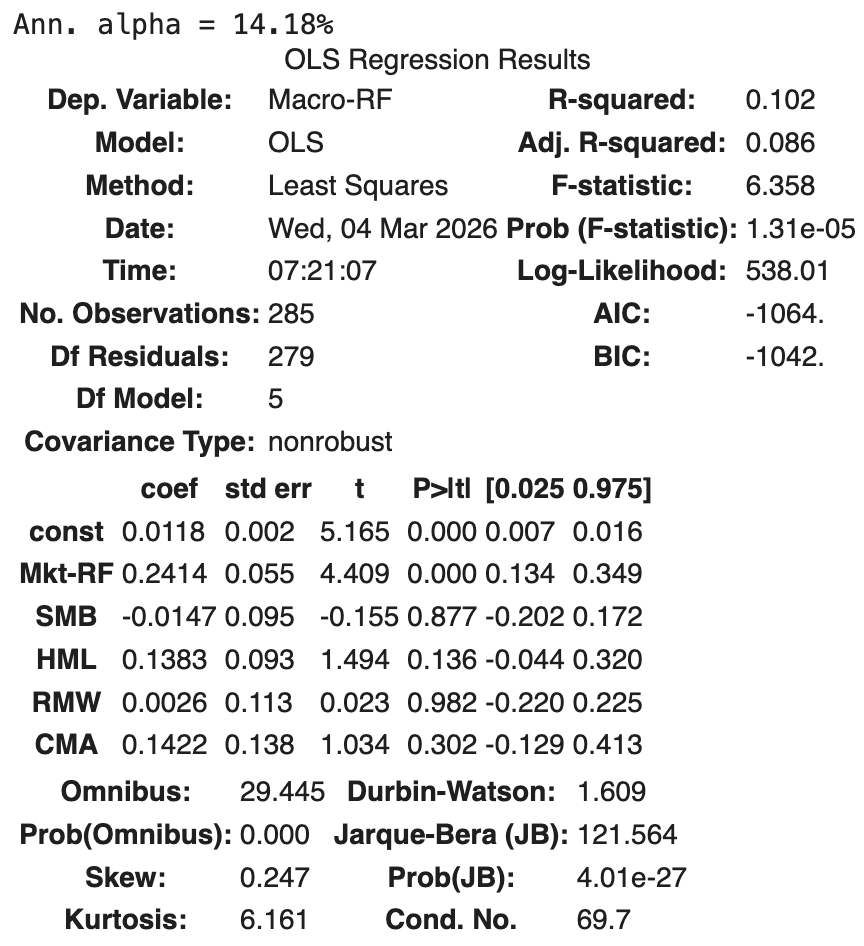 Ann. alpha = 14.18%
OLS Regression Results
Dep. Variable: Macro-RF R-squared: 0.102
Model: OLS Adj. R-squared: 0.086
Method: Least Squares F-statistic: 6.358
Date: Wed, 04 Mar 2026 Prob (F-statistic): 1.31e-05
Time: 07:21:07 Log-Likelihood: 538.01
No. Observations: 285 AIC: -1064.
Df Residuals: 279 BIC: -1042.
Df Model: 5
Covariance Type: nonrobust
coef std err t P>|t| [0.025 0.975]
const 0.0118 0.002 5.165 0.000 0.007 0.016
Mkt-RF 0.2414 0.055 4.409 0.000 0.134 0.349
SMB -0.0147 0.095 -0.155 0.877 -0.202 0.172
HML 0.1383 0.093 1.494 0.136 -0.044 0.320
RMW 0.0026 0.113 0.023 0.982 -0.220 0.225
CMA 0.1422 0.138 1.034 0.302 -0.129 0.413
Omnibus: 29.445 Durbin-Watson: 1.609
Prob(Omnibus): 0.000 Jarque-Bera (JB): 121.564
Skew: 0.247 Prob(JB): 4.01e-27
Kurtosis: 6.161 Cond. No. 69.7